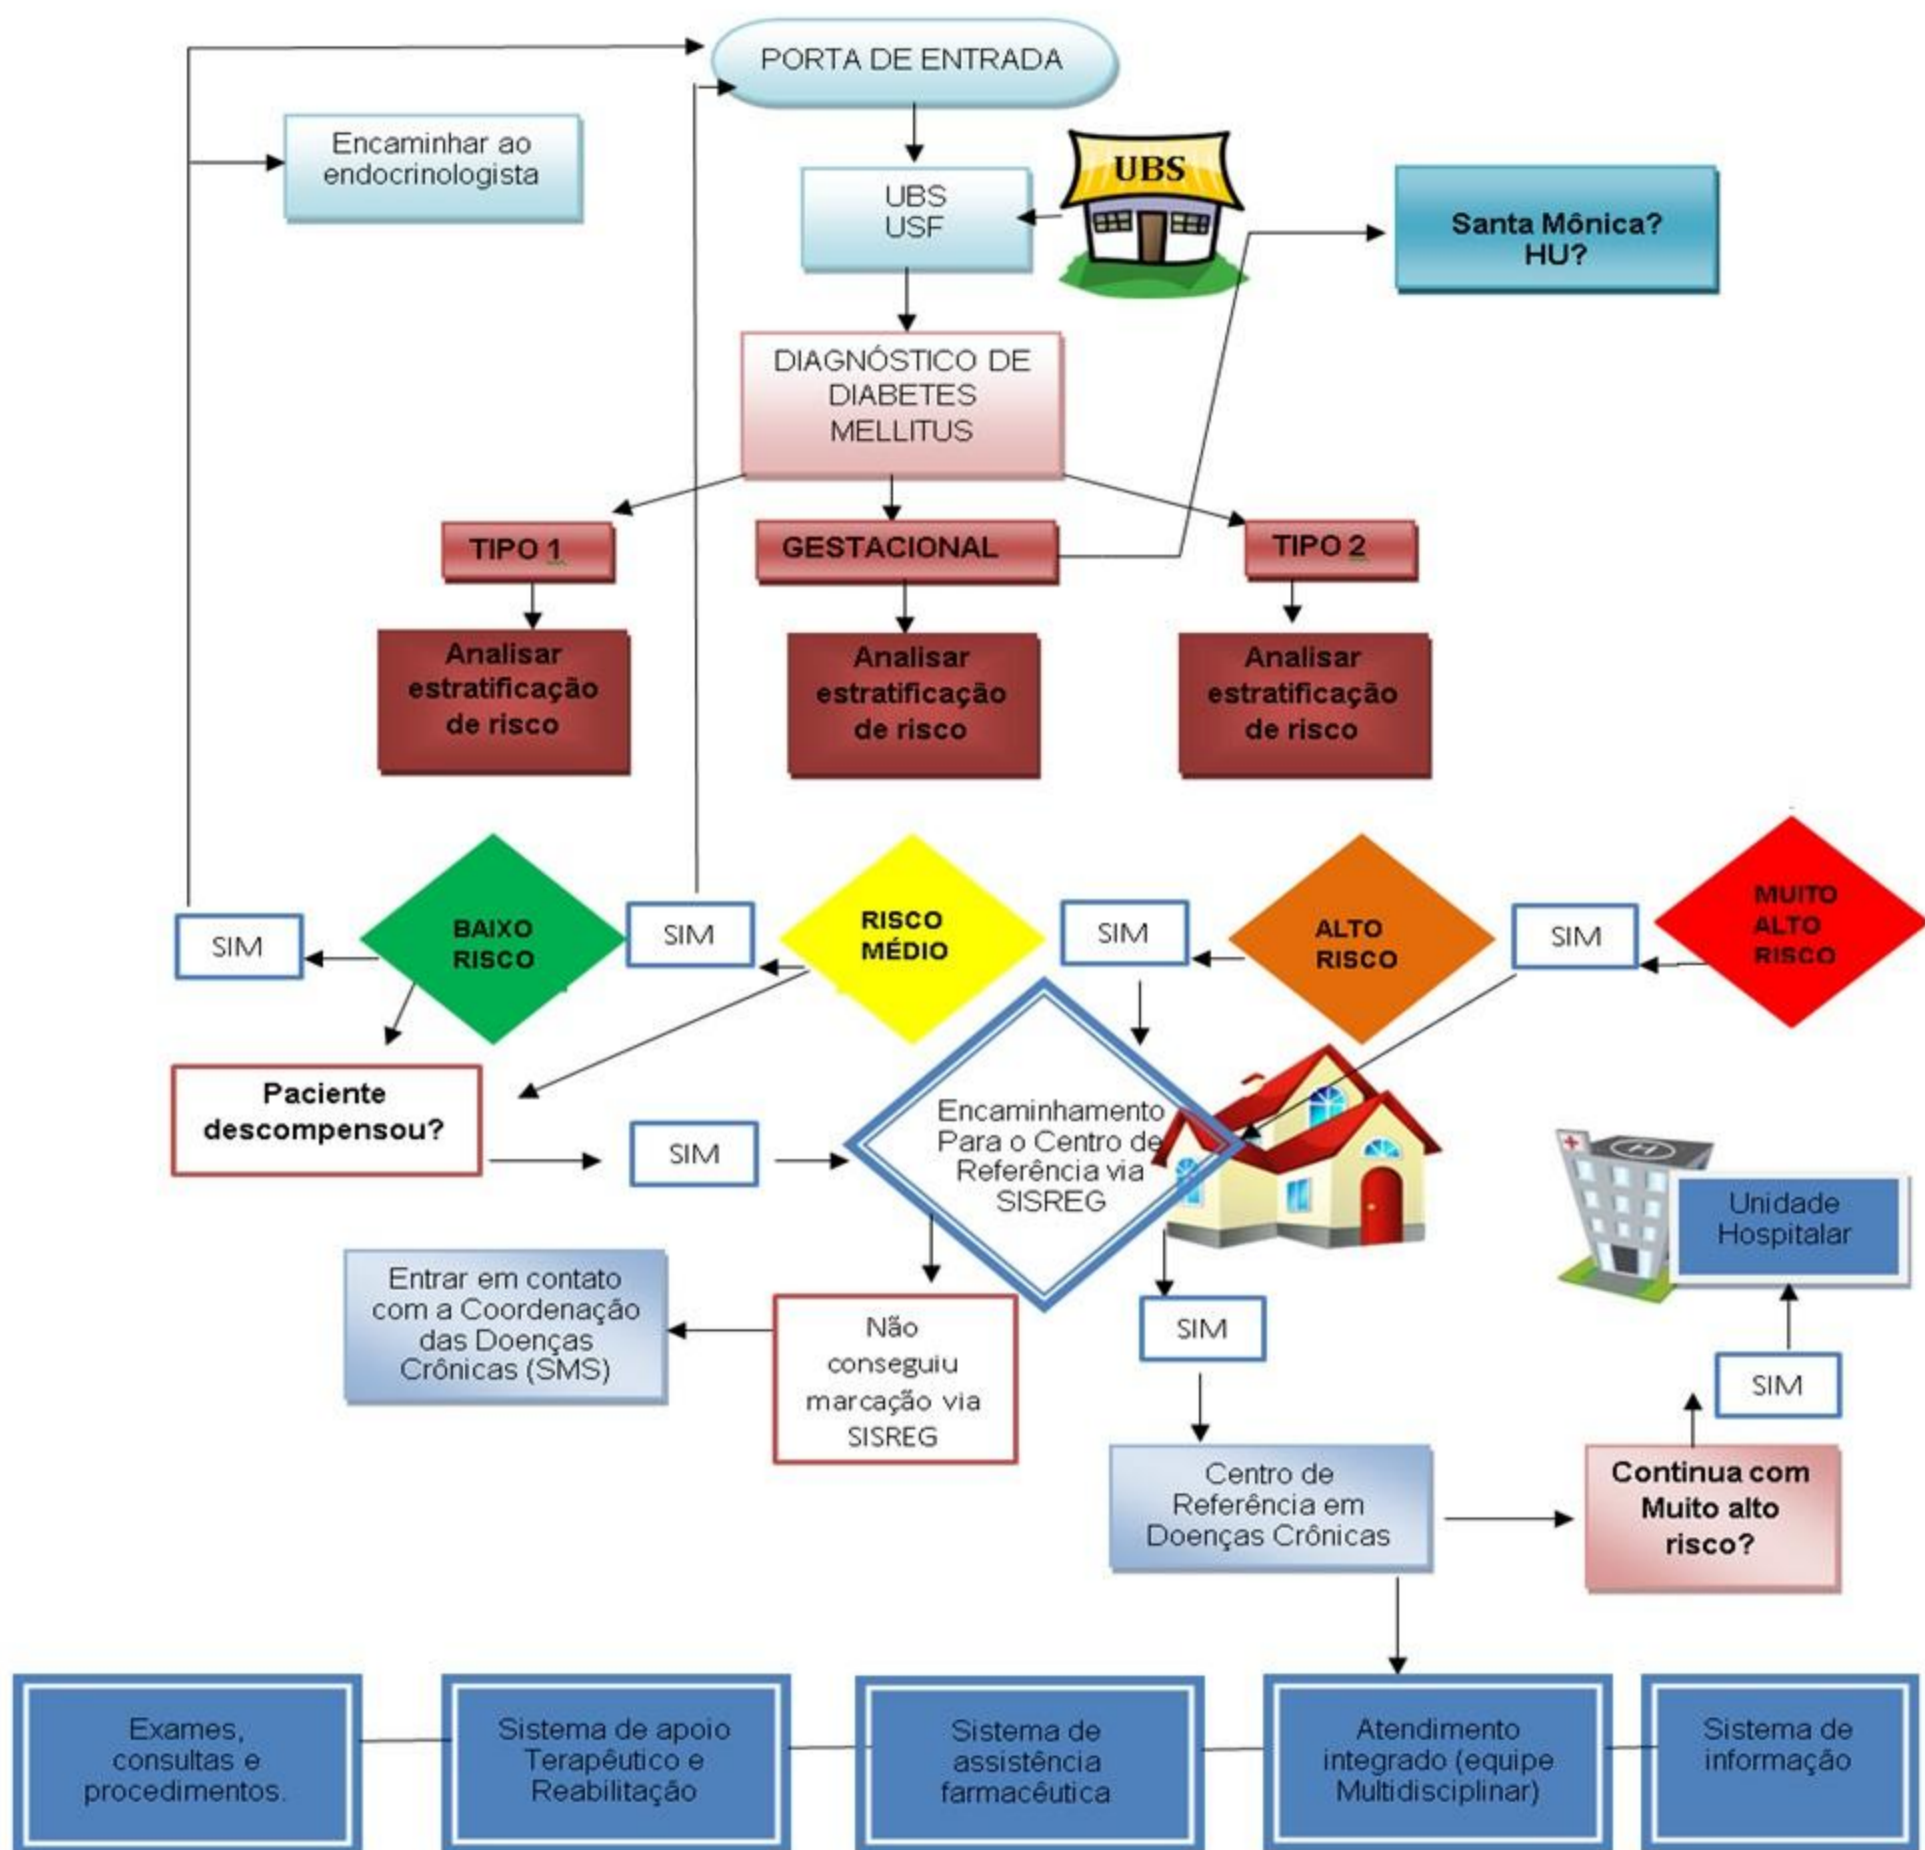 PORTA DE ENTRADA
Encaminhar ao
endocrinologista
UBS
USF
UBS
Santa Mônica?
HU?
DIAGNÓSTICO DE
DIABETES
MELLITUS
TIPO 1
GESTACIONAL
TIPO 2
Analisar
estratificação
de risco
Analisar
estratificação
de risco
Analisar
estratificação
de risco
SIM
BAIXO
RISCO
SIM
RISCO
MÉDIO
SIM
ALTO
RISCO
SIM
MUITO
ALTO
RISCO
Paciente
descompensou?
SIM
Encaminhamento
Para o Centro de
Referência via
SISREG
H
Unidade
Hospitalar
Entrar em contato
com a Coordenação
das Doenças
Crônicas (SMS)
Não
conseguiu
marcação via
SISREG
SIM
SIM
Centro de
Referência em
Doenças Crônicas
Continua com
Muito alto
risco?
Exames,
consultas e
procedimentos.
Sistema de apoio
Terapêutico e
Reabilitação
Sistema de
assistência
farmacêutica
Atendimento
integrado (equipe
Multidisciplinar)
Sistema de
informação